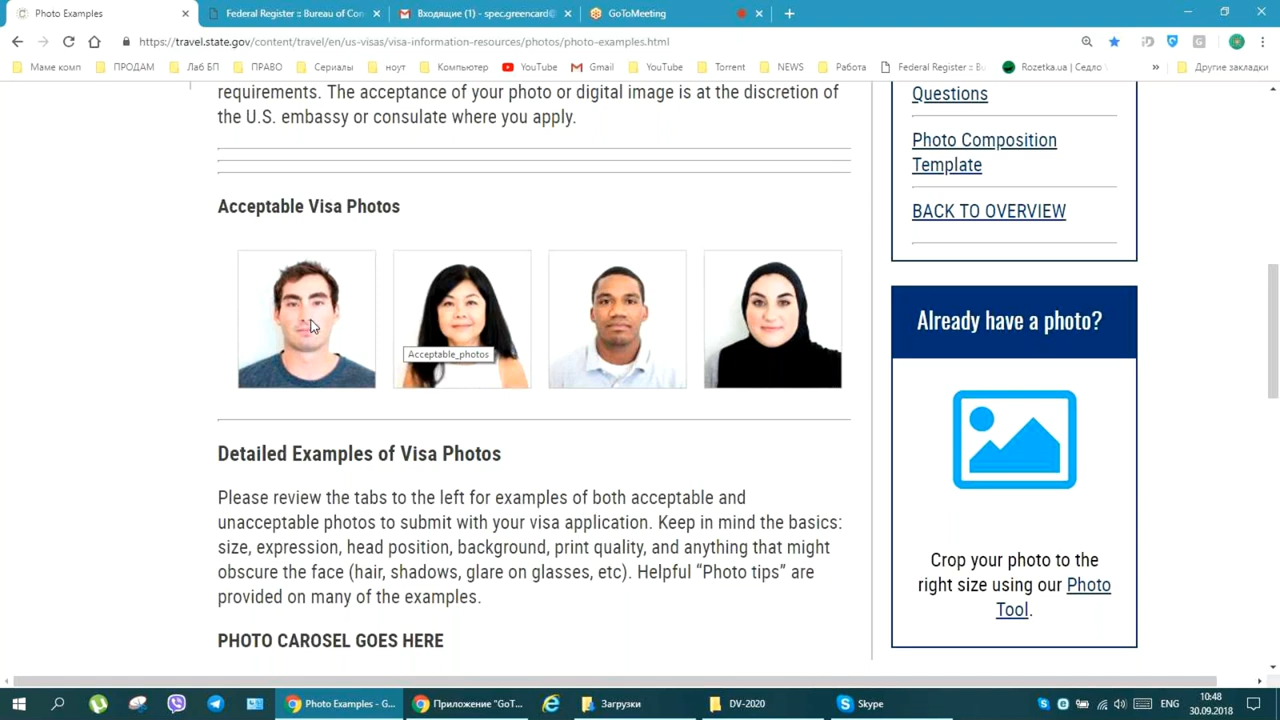 Photo Examples
Federal Register :: Bureau of Con
Входящие (1) - spec.greencard@
GoToMeeting
https://travel.state.gov/content/travel/en/us-visas/visa-information-resources/photos/photo-examples.html
Маме комп
ПРОДАМ
Лаб БП
ПРАВО
Сериалы
ноут
Компьютер
YouTube
Gmail
YouTube
Torrent
NEWS
Работа
Federal Register :: Bu
Rozetka.ua | Седло
»
Другие закладки
requirements. The acceptance of your photo or digital image is at the discretion of
the U.S. embassy or consulate where you apply.
Acceptable Visa Photos
Acceptable_photos
Detailed Examples of Visa Photos
Please review the tabs to the left for examples of both acceptable and
unacceptable photos to submit with your visa application. Keep in mind the basics:
size, expression, head position, background, print quality, and anything that might
obscure the face (hair, shadows, glare on glasses, etc). Helpful “Photo tips” are
provided on many of the examples.
PHOTO CAROSEL GOES HERE
Questions
Photo Composition
Template
BACK TO OVERVIEW
Already have a photo?
Crop your photo to the
right size using our Photo
Tool.
Photo Examples - G...
Приложение "GoT...
Загрузки
DV-2020
Skype
ENG
10:48
30.09.2018